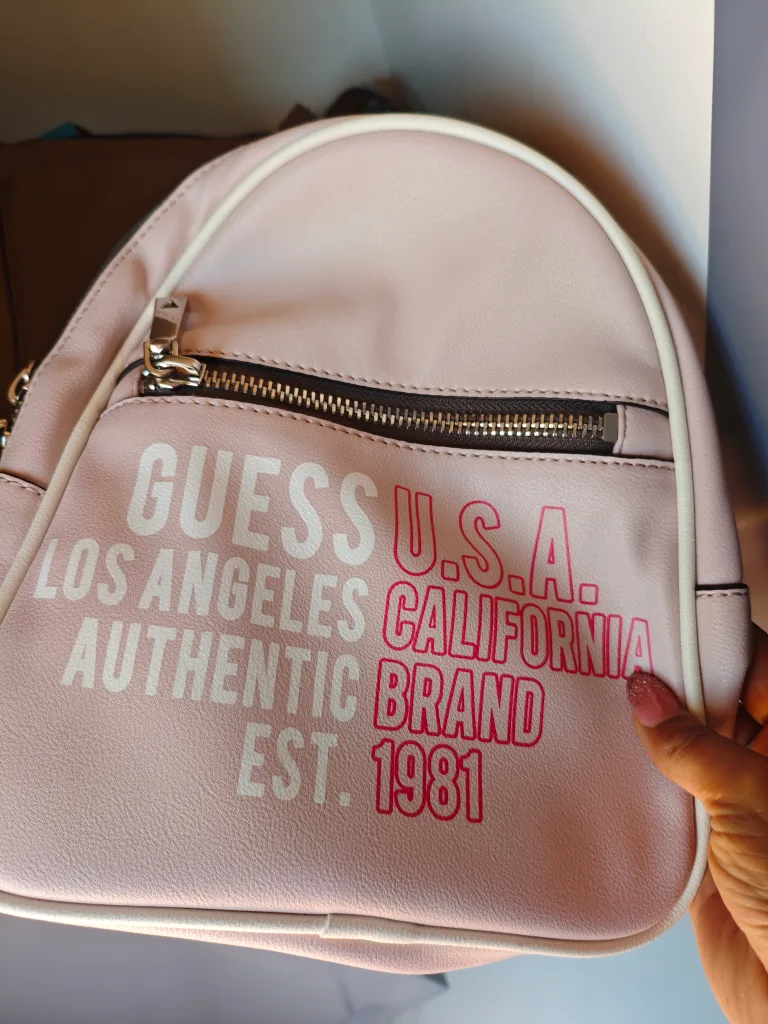 GUESS U.S.A.
LOS ANGELES CALIFORNIA
AUTHENTIC BRAND
EST. 1981